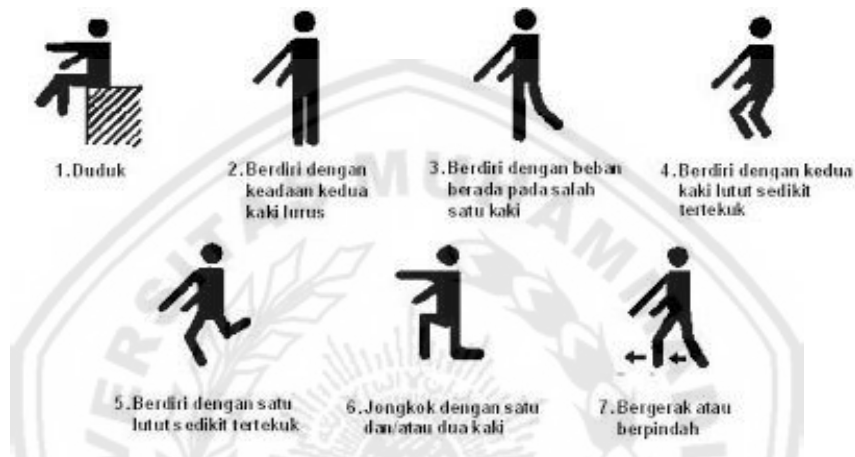 1.Duduk
2.Berdiri dengan
keadaan kedua
kaki lurus
3.Berdiri dengan beban
berada pada salah
satu kaki
4.Berdiri dengan kedua
kaki lutut sedikit
tertekuk
5.Berdiri dengan satu
lutut sedikit tertekuk
6.Jongkok dengan satu
dan/atau dua kaki
7.Bergerak atau
berpindah